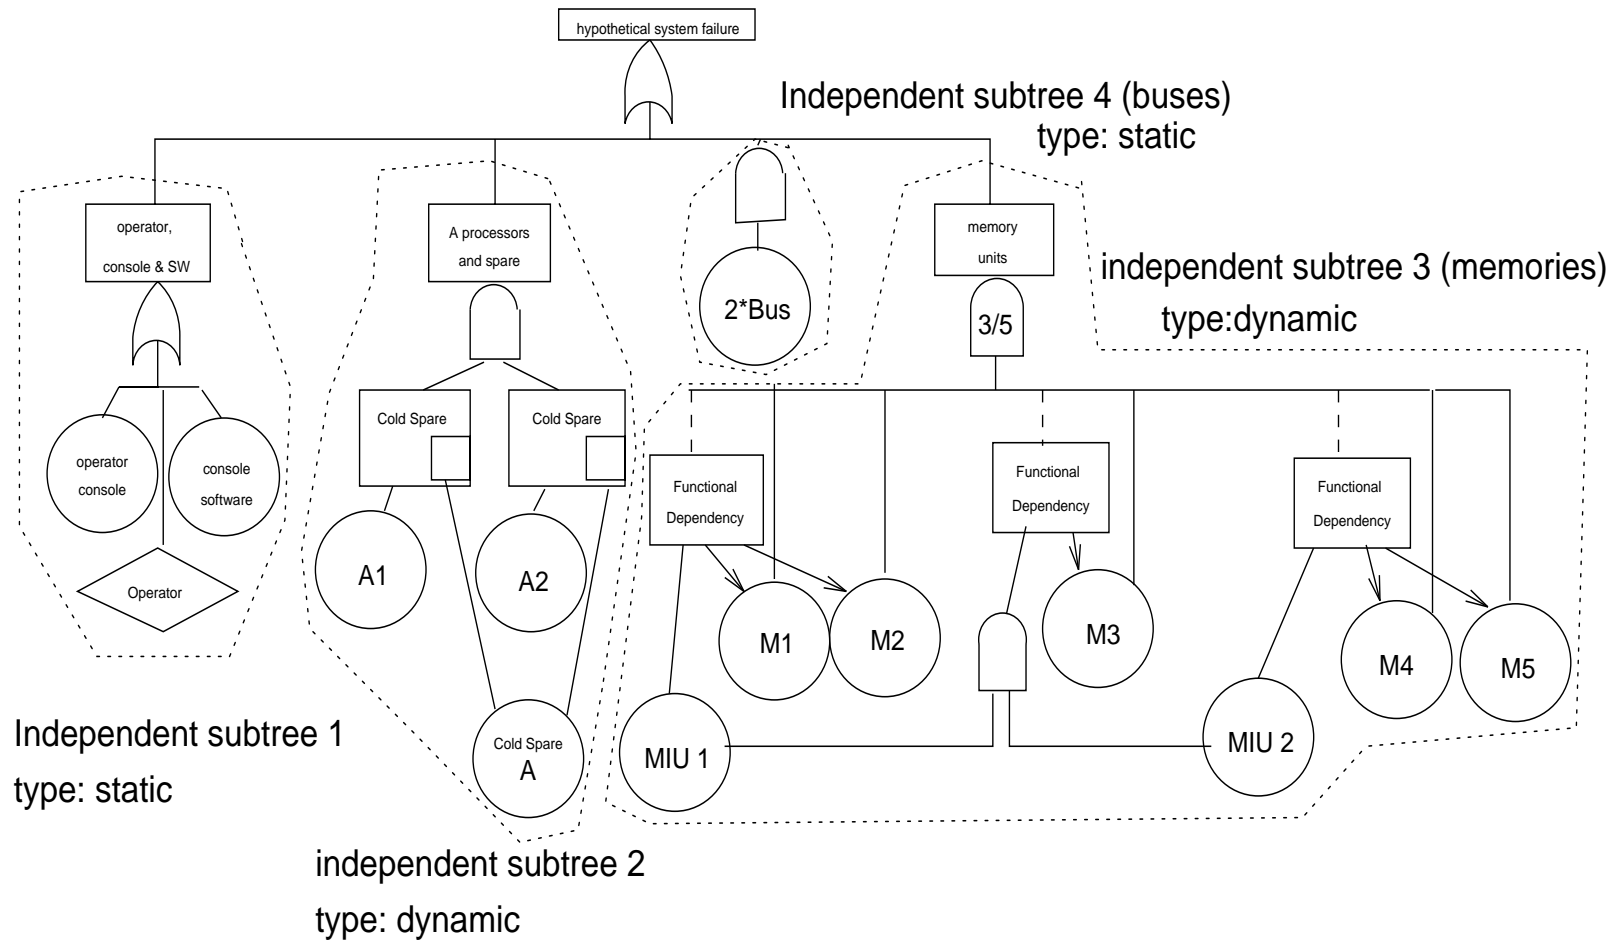 hypothetical system failure
Independent subtree 4 (buses)
type: static
operator,
console & SW
A processors
and spare
memory
units
independent subtree 3 (memories)
type:dynamic
2*Bus
3/5
Cold Spare
Cold Spare
operator
console
console
software
Functional
Dependency
Functional
Dependency
Functional
Dependency
A1
A2
Operator
M1
M2
M3
M4
M5
Independent subtree 1
type: static
Cold Spare
A
MIU 1
MIU 2
independent subtree 2
type: dynamic